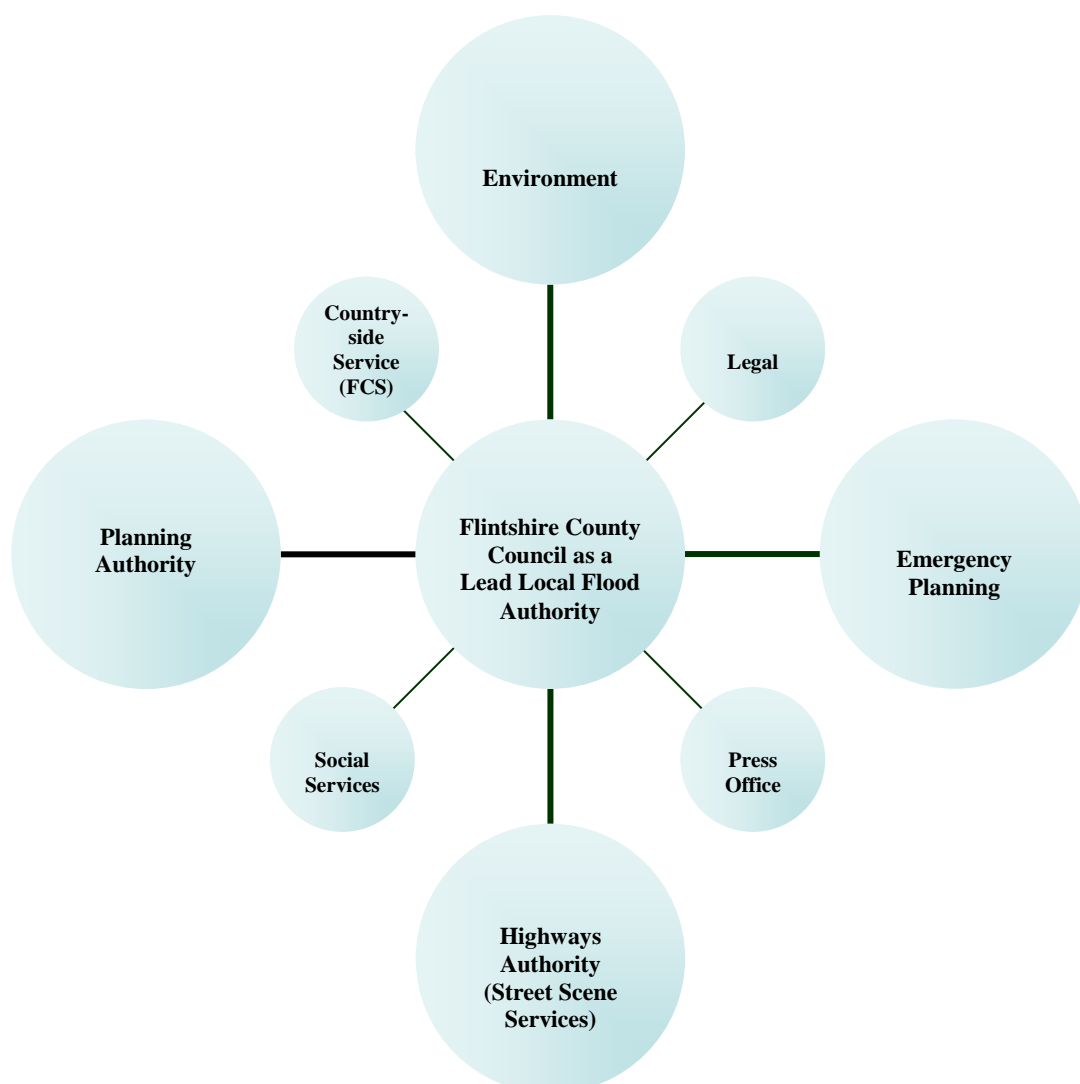 Environment
Country-
side
Service
(FCS)
Legal
Planning
Authority
Flintshire County
Council as a
Lead Local Flood
Authority
Emergency
Planning
Social
Services
Press
Office
Highways
Authority
(Street Scene
Services)